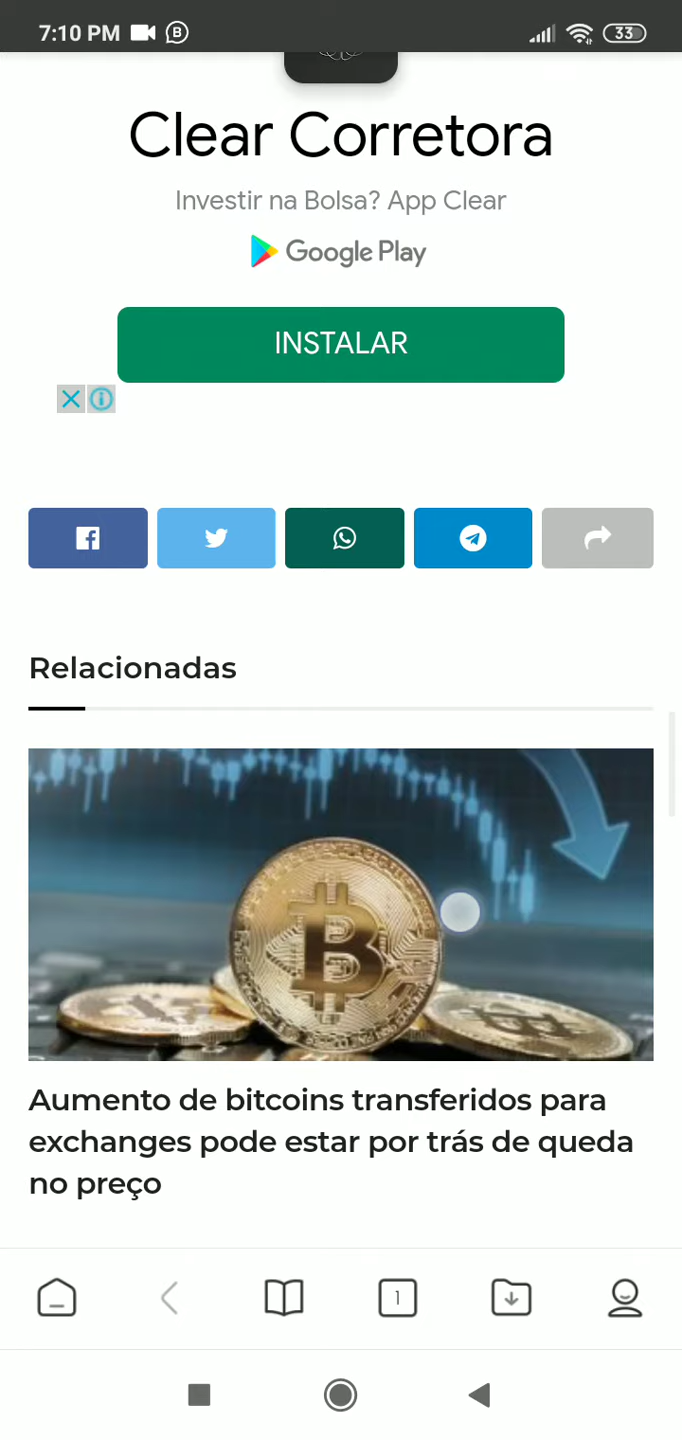 7:10 PM 33
Clear Corretora
Investir na Bolsa? App Clear
Google Play
INSTALAR
Relacionadas
Aumento de bitcoins transferidos para
exchanges pode estar por trás de queda
no preço
1